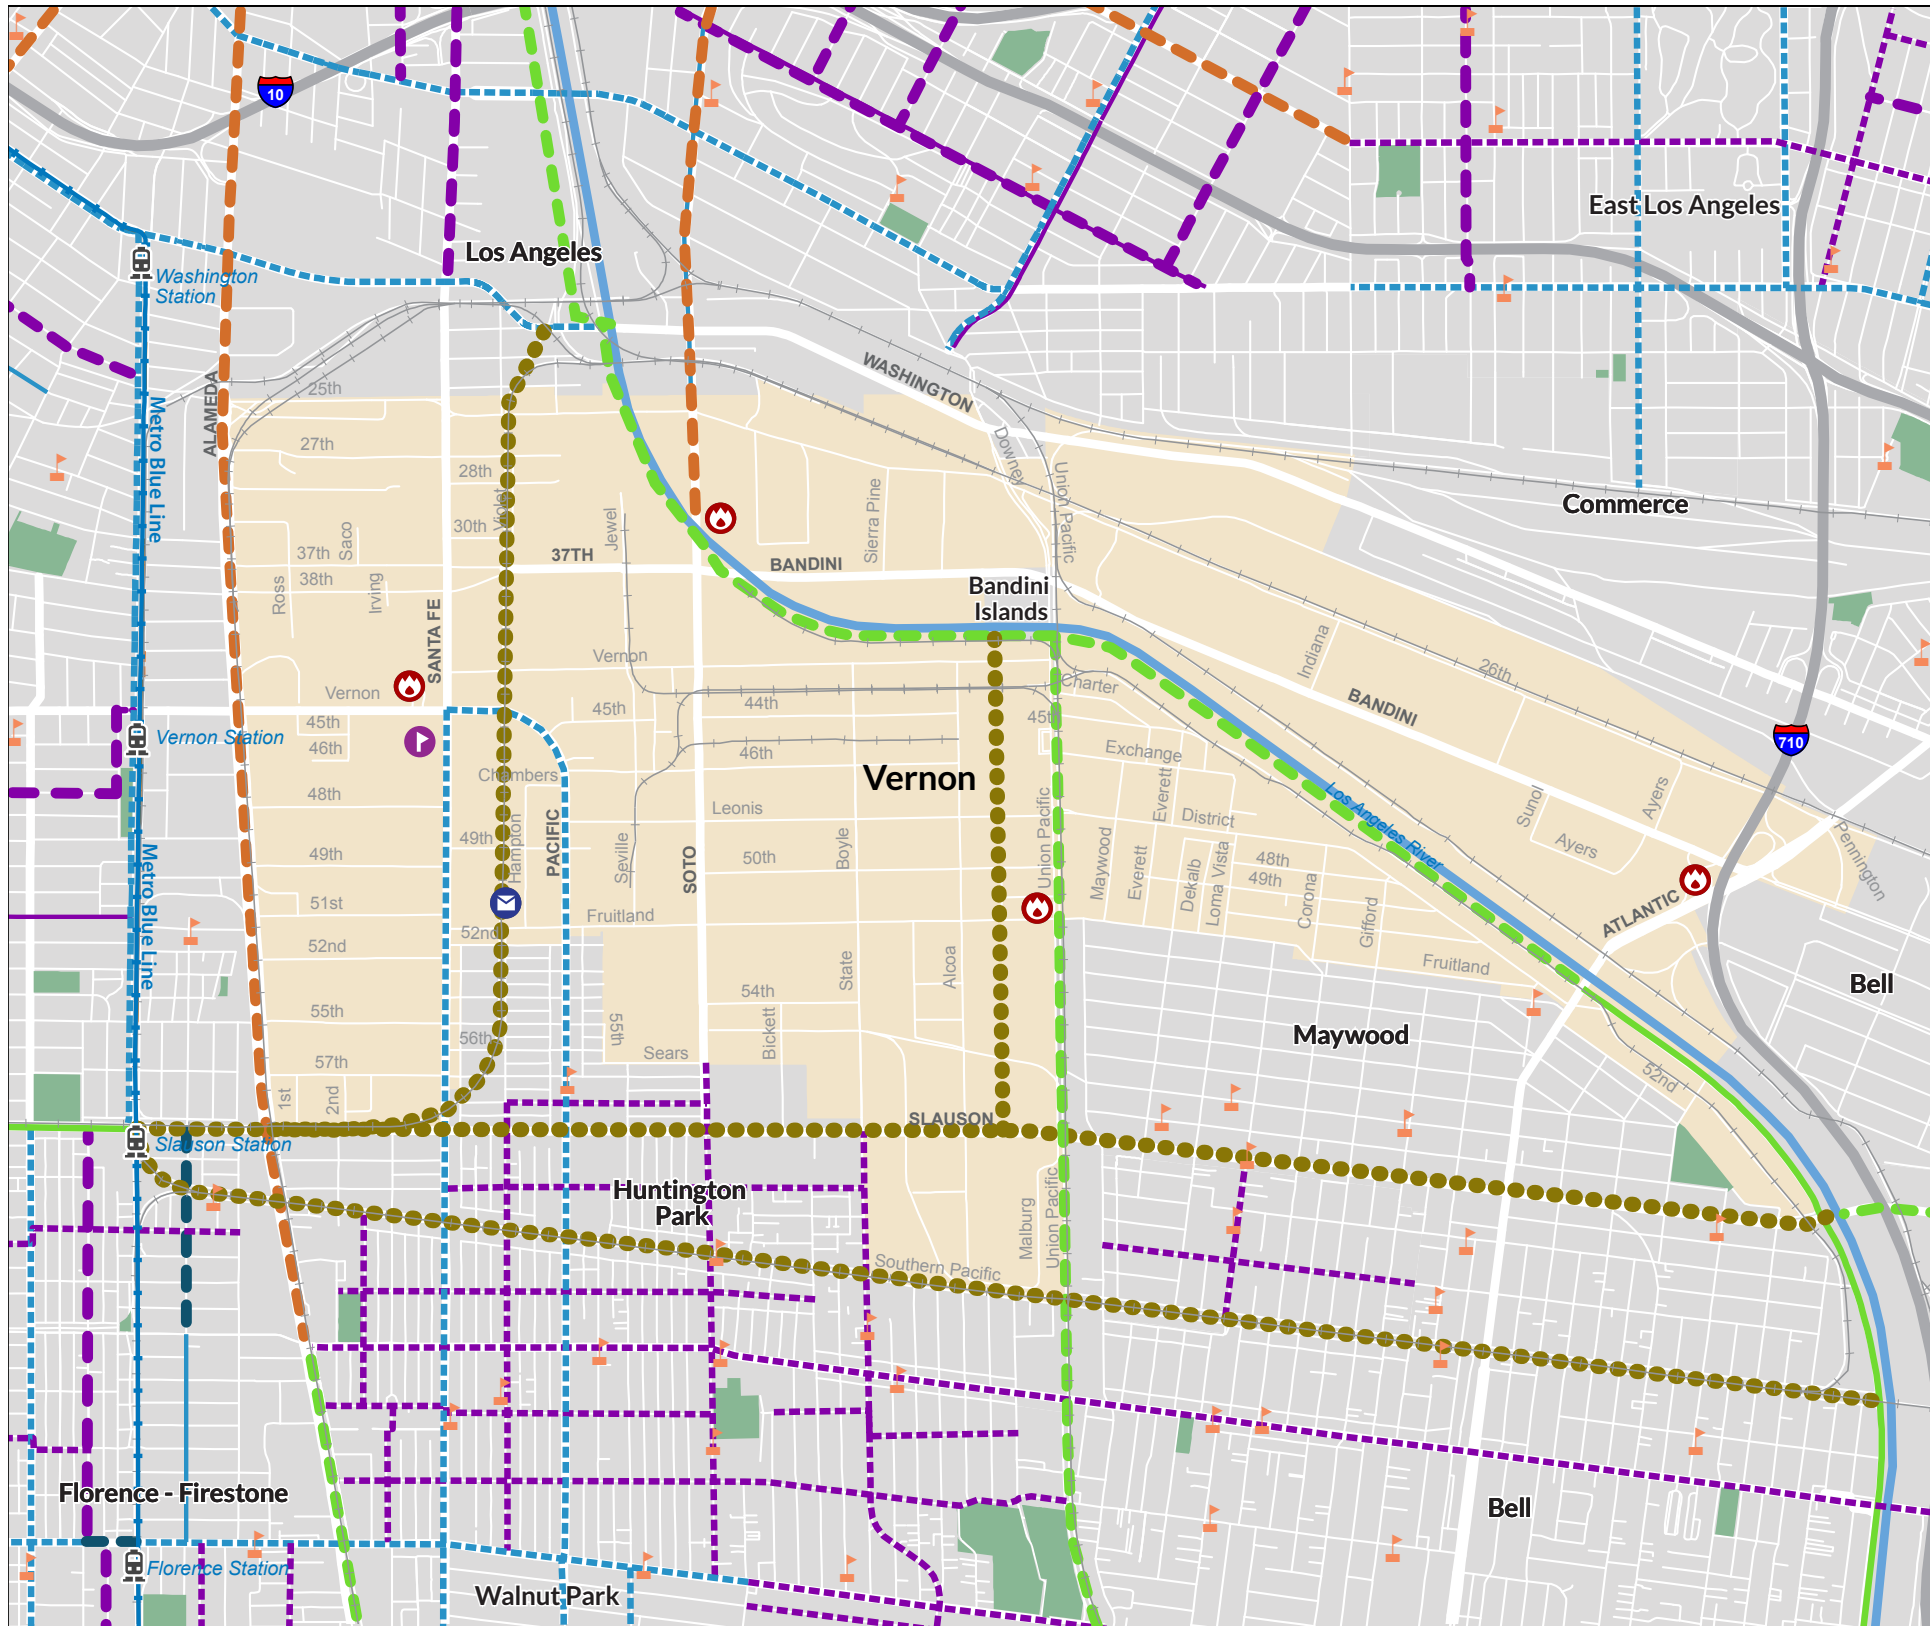 10
East Los Angeles
Los Angeles
Washington
Station
WASHINGTON
ALAMEDA
25th
Metro Blue Line
27th
Downey
28th
Union Pacific
Violet
Sierra Pine
Commerce
30th
Jewel
Saco
37th
37TH
BANDINI
38th
Ross
Irving
Bandini
Islands
SANTA FE
Indiana
Vernon
26th
Vernon
Charter
BANDINI
44th
45th
45th
45th
Vernon Station
46th
46th
Exchange
710
Chambers
Vernon
Everett
Ayers
48th
Leonis
Union Pacific
District
Sunol
Los Angeles River
49th
Hampton
PACIFIC
Seville
SOTO
Boyle
Maywood
Everett
Dekalb
Loma Vista
48th
49th
Ayers
Pennington
Metro Blue Line
49th
50th
Corona
51st
Fruitland
Gifford
ATLANTIC
52nd
52nd
State
Alcoa
Fruitland
Bell
54th
55th
55th
Bickett
56th
Maywood
Sears
57th
52nd
1st
2nd
SLAUSON
Slauson Station
Huntington
Park
Malburg
Union Pacific
Southern Pacific
Florence - Firestone
Bell
Florence Station
Walnut Park